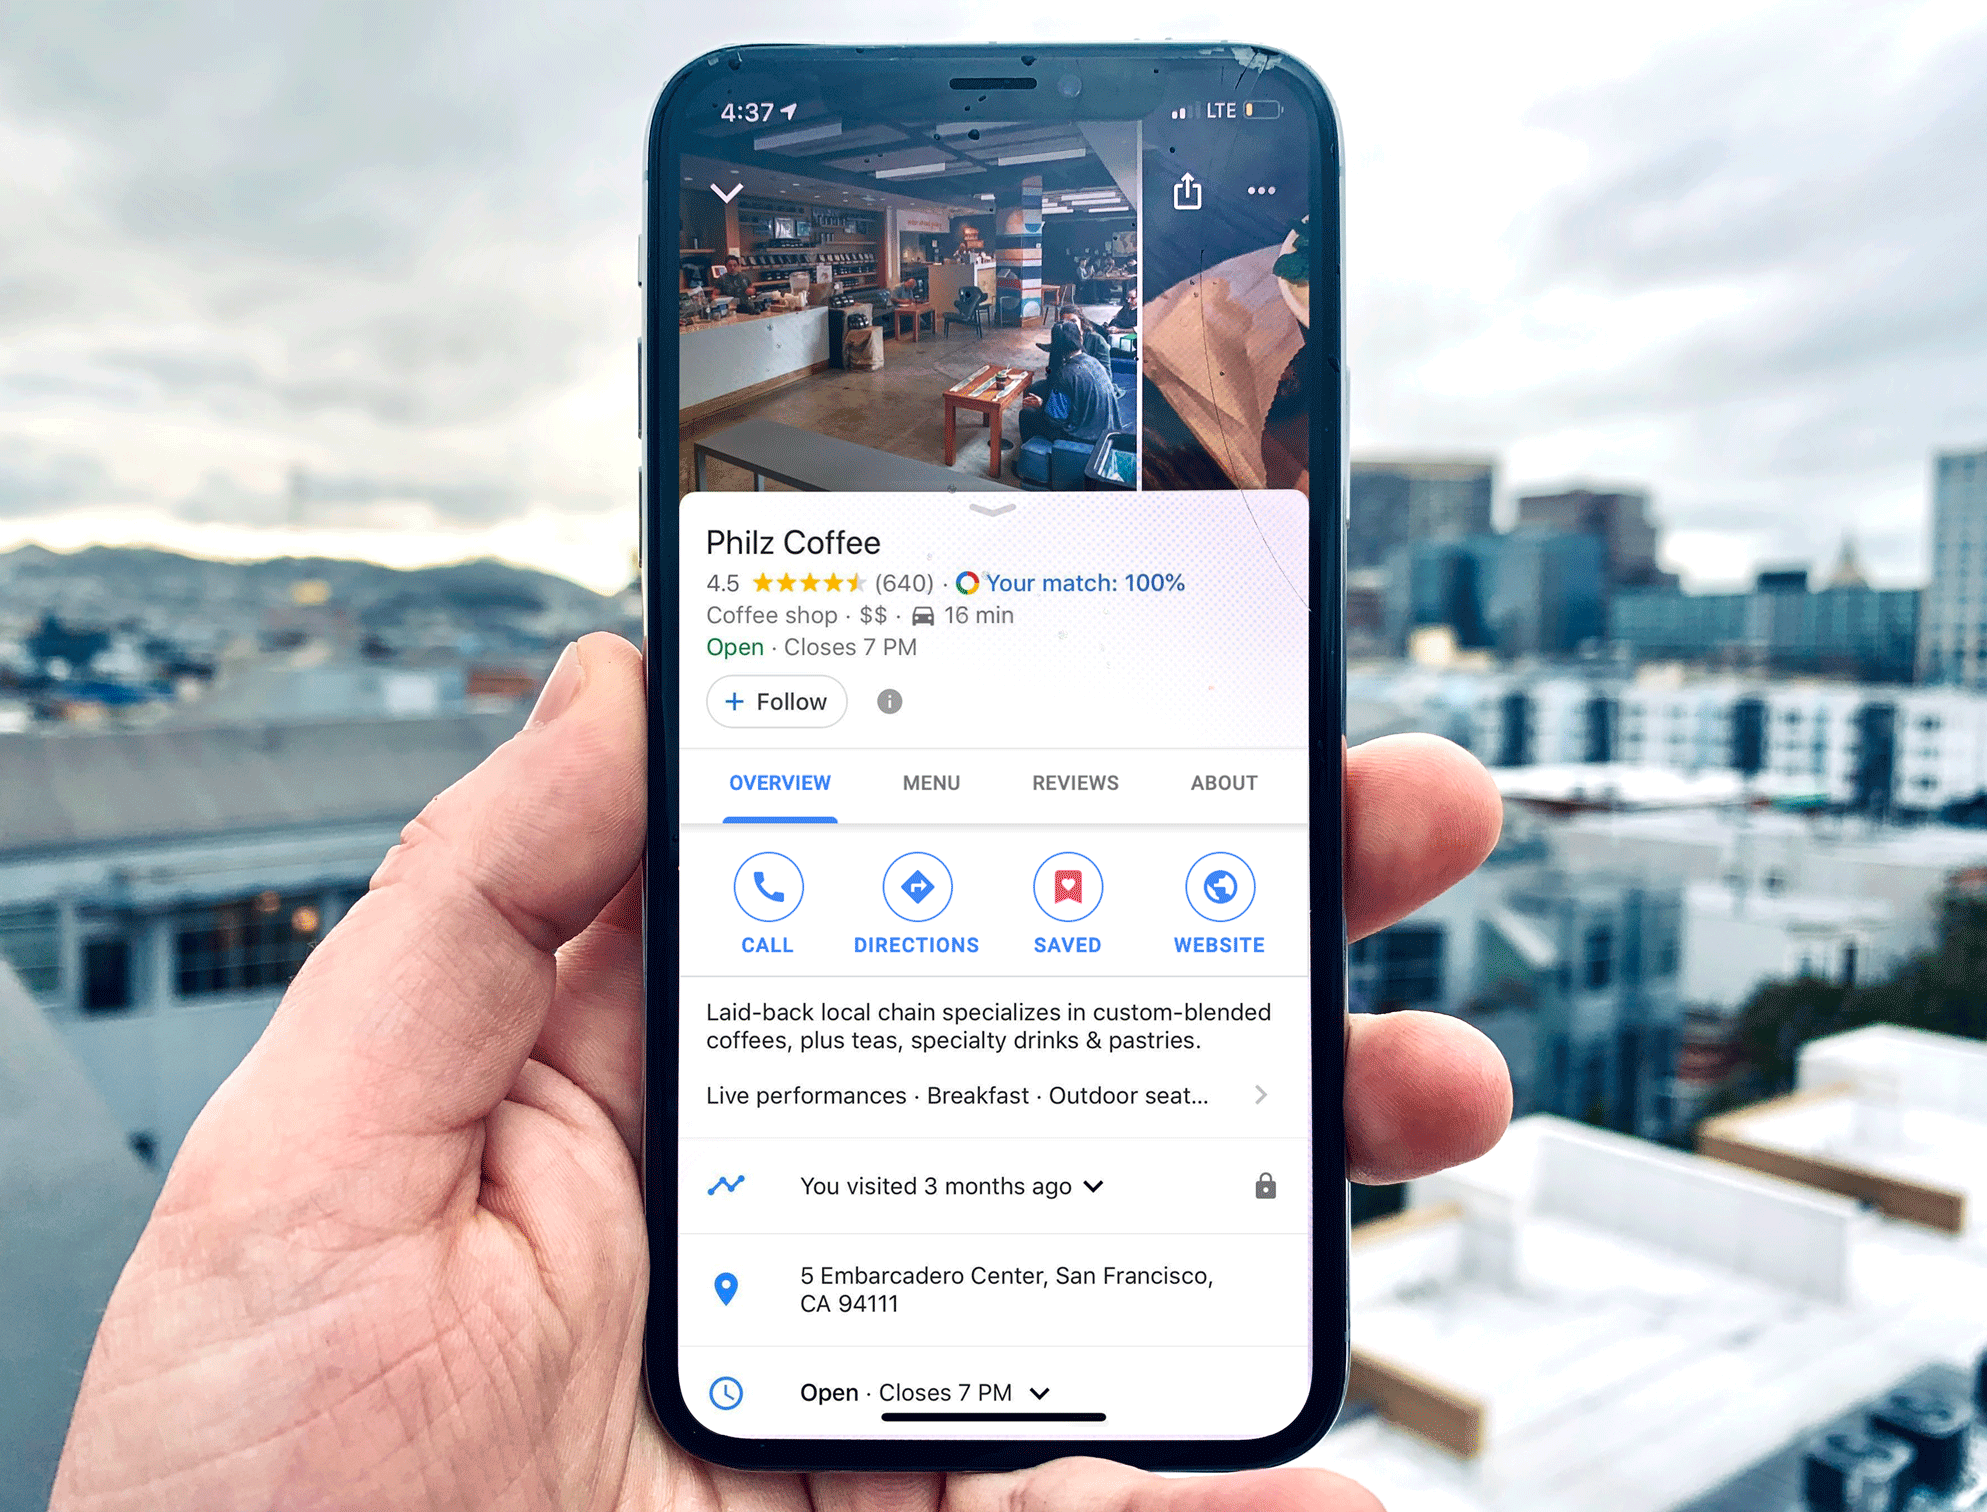 4:37 LTE
Philz Coffee
4.5 (640) · Your match: 100%
Coffee shop · $$ · 16 min
Open · Closes 7 PM
+ Follow
OVERVIEW MENU REVIEWS ABOUT
CALL DIRECTIONS SAVED WEBSITE
Laid-back local chain specializes in custom-blended
coffees, plus teas, specialty drinks & pastries.
Live performances · Breakfast · Outdoor seat...
You visited 3 months ago
5 Embarcadero Center, San Francisco,
CA 94111
Open · Closes 7 PM